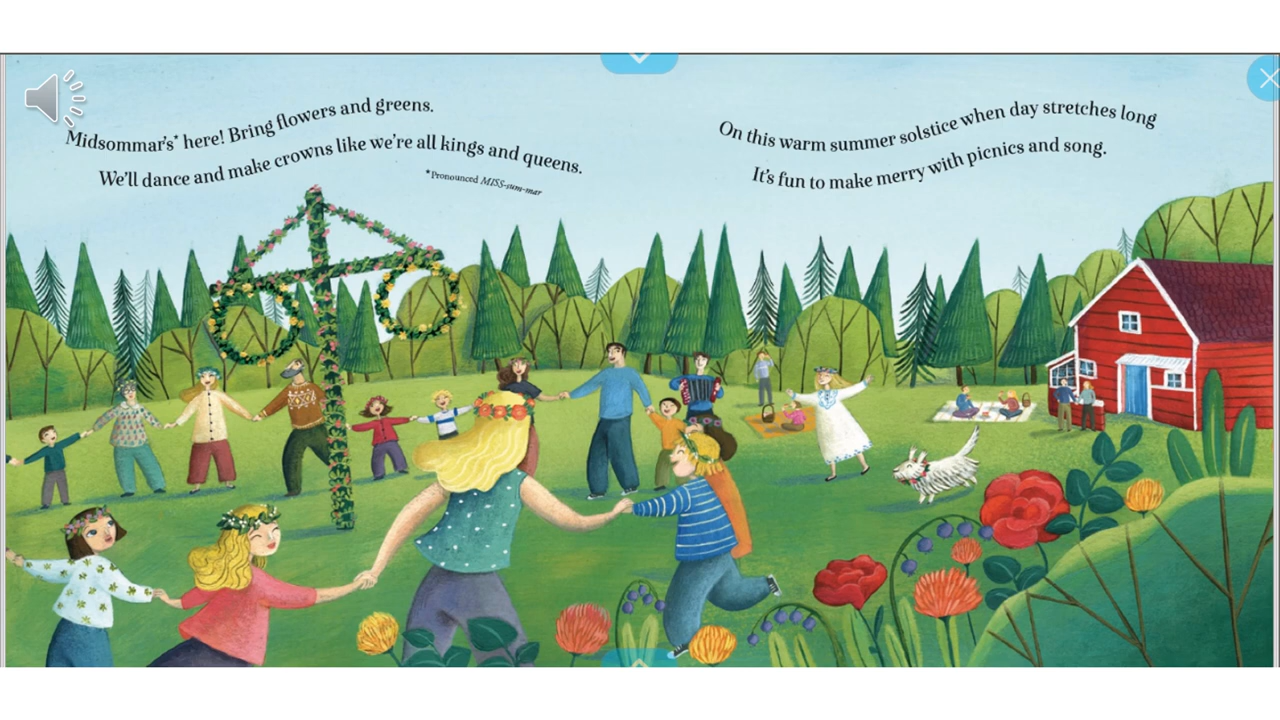 Midsommar's* here! Bring flowers and greens.
We'll dance and make crowns like we're all kings and queens.
*Pronounced MISS-sum-mar
On this warm summer solstice when day stretches long
It's fun to make merry with picnics and song.